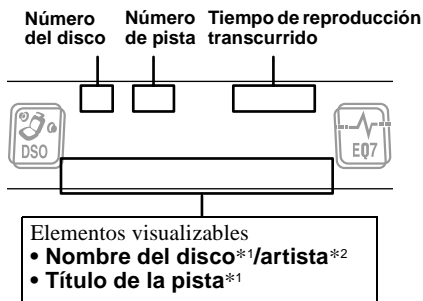 Número del disco
Número de pista
Tiempo de reproducción transcurrido
DSO
EQ7
Elementos visualizables
• Nombre del disco*1/artista*2
• Título de la pista*1